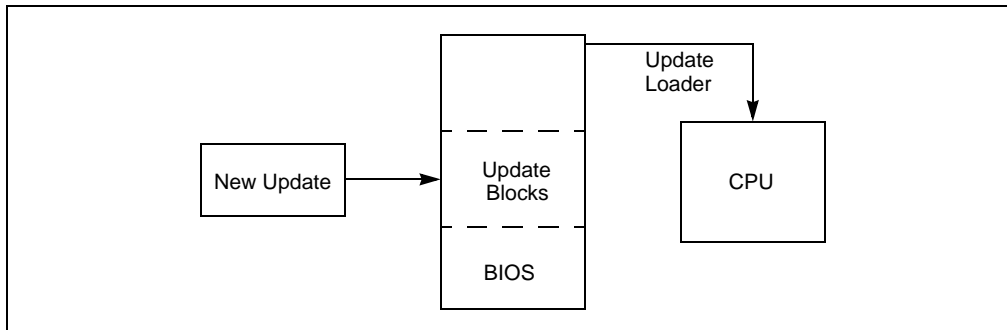 Update
Loader
New Update
Update
Blocks
CPU
BIOS